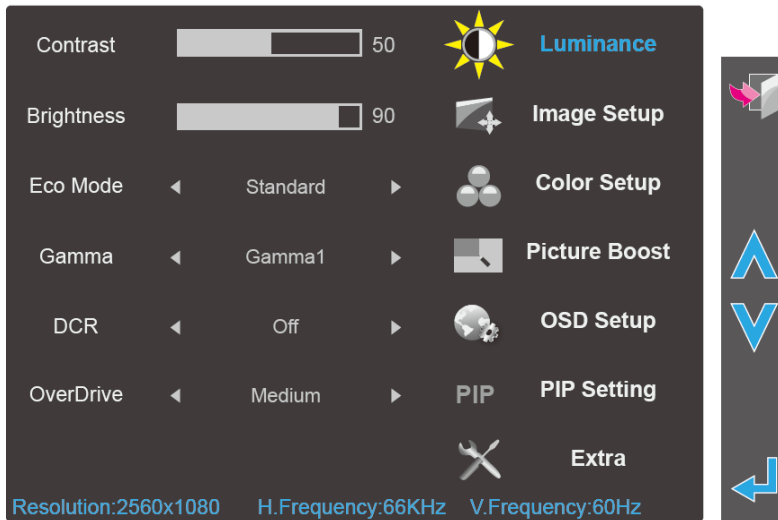 Contrast 50 Luminance
Brightness 90 Image Setup
Eco Mode Standard Color Setup
Gamma Gamma1 Picture Boost
DCR Off OSD Setup
OverDrive Medium PIP PIP Setting
Extra
Resolution:2560x1080 H.Frequency:66KHz V.Frequency:60Hz